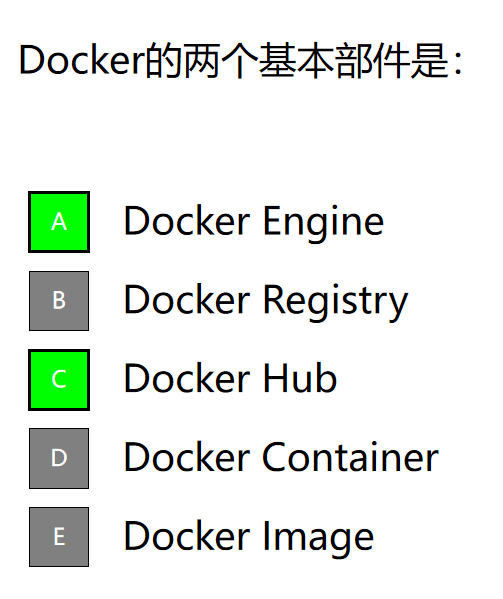 Docker的两个基本部件是：
A Docker Engine
B Docker Registry
C Docker Hub
D Docker Container
E Docker Image